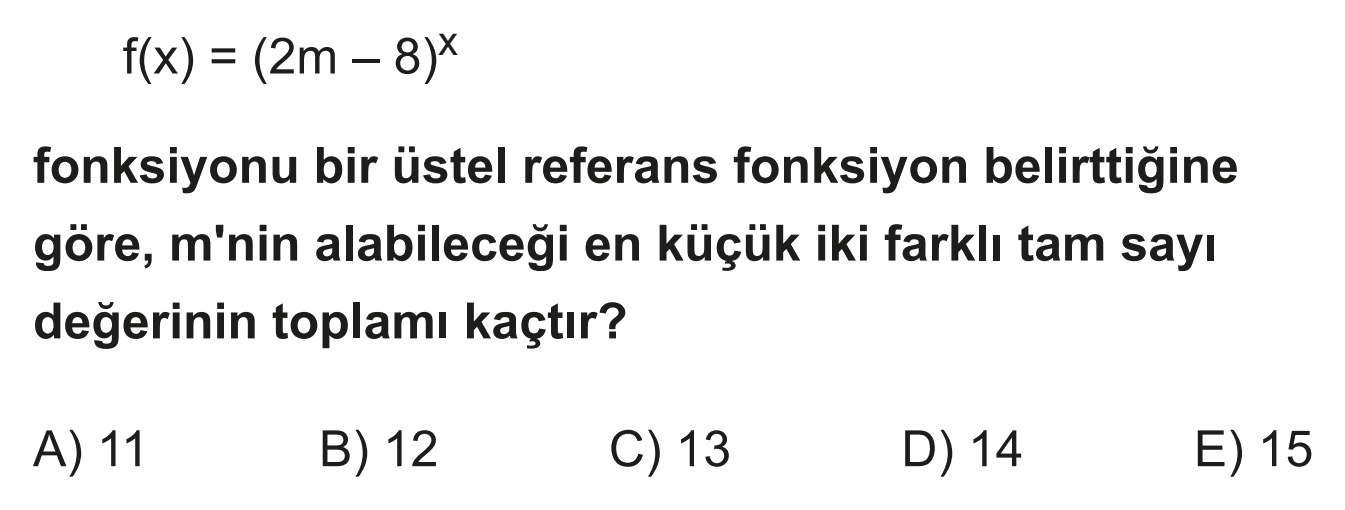 f(x) = (2m – 8)ˣ
fonksiyonu bir üstel referans fonksiyon belirttiğine
göre, m'nin alabileceği en küçük iki farklı tam sayı
değerinin toplamı kaçtır?
A) 11 B) 12 C) 13 D) 14 E) 15